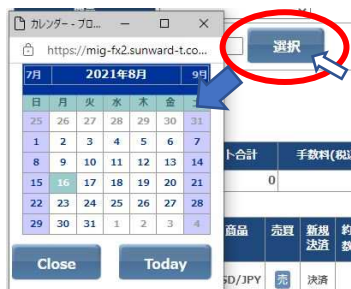 カレンダー - プロ...
https://mig-fx2.sunward-t.co...
選択
7月 2021年8月 9月
日 月 火 水 木 金
25 26 27 28 29 30 31
1 2 3 4 5 6 7
8 9 10 11 12 13 14
15 16 17 18 19 20 21
22 23 24 25 26 27 28
29 30 31 1 2 3 4
Close Today
ト合計 手数料(税込
0
商品 売買 新規 約
決済 数
SD/JPY 売 決済